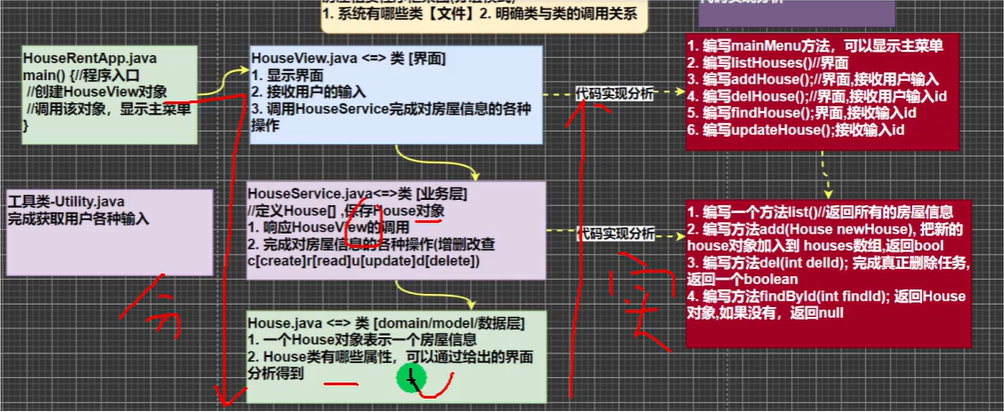 1. 系统有哪些类【文件】2. 明确类与类的调用关系
HouseRentApp.java
main() {//程序入口
//创建HouseView对象
//调用该对象，显示主菜单
}
HouseView.java <=> 类 [界面]
1. 显示界面
2. 接收用户的输入
3. 调用HouseService完成对房屋信息的各种
操作
代码实现分析
1. 编写mainMenu方法，可以显示主菜单
2. 编写listHouses()//界面
3. 编写addHouse();//界面,接收用户输入
4. 编写delHouse();//界面,接收用户输入id
5. 编写findHouse();界面,接收输入id
6. 编写updateHouse();接收输入id
工具类-Utility.java
完成获取用户各种输入
HouseService.java<=>类 [业务层]
//定义House[] ,保存House对象
1. 响应HouseView的调用
2. 完成对房屋信息的各种操作(增删改查
c[create]r[read]u[update]d[delete])
代码实现分析
1. 编写一个方法list()//返回所有的房屋信息
2. 编写方法add(House newHouse), 把新的
house对象加入到 houses数组,返回bool
3. 编写方法del(int delId); 完成真正删除任务,
返回一个boolean
4. 编写方法findById(int findId); 返回House
对象,如果没有，返回null
House.java <=> 类 [domain/model/数据层]
1. 一个House对象表示一个房屋信息
2. House类有哪些属性，可以通过给出的界面
分析得到